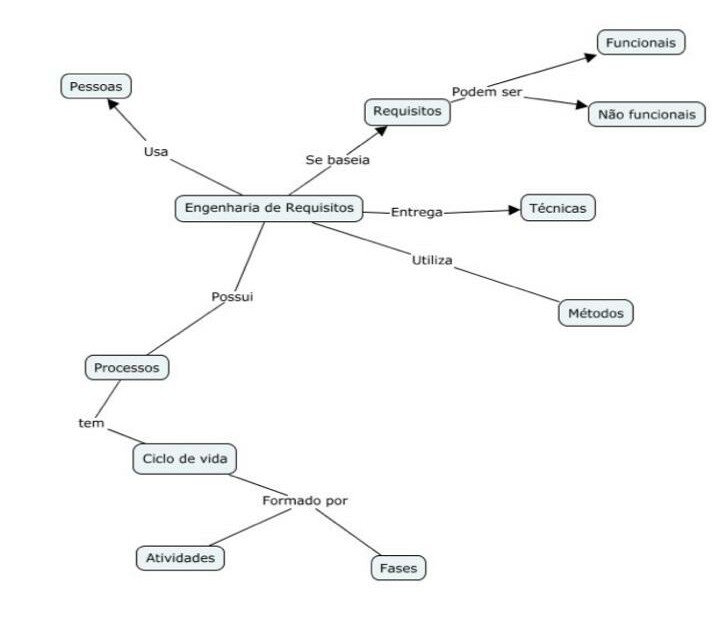 Funcionais
Pessoas
Podem ser
Requisitos
Não funcionais
Usa
Se baseia
Engenharia de Requisitos
Entrega
Técnicas
Utiliza
Possui
Métodos
Processos
tem
Ciclo de vida
Formado por
Atividades
Fases